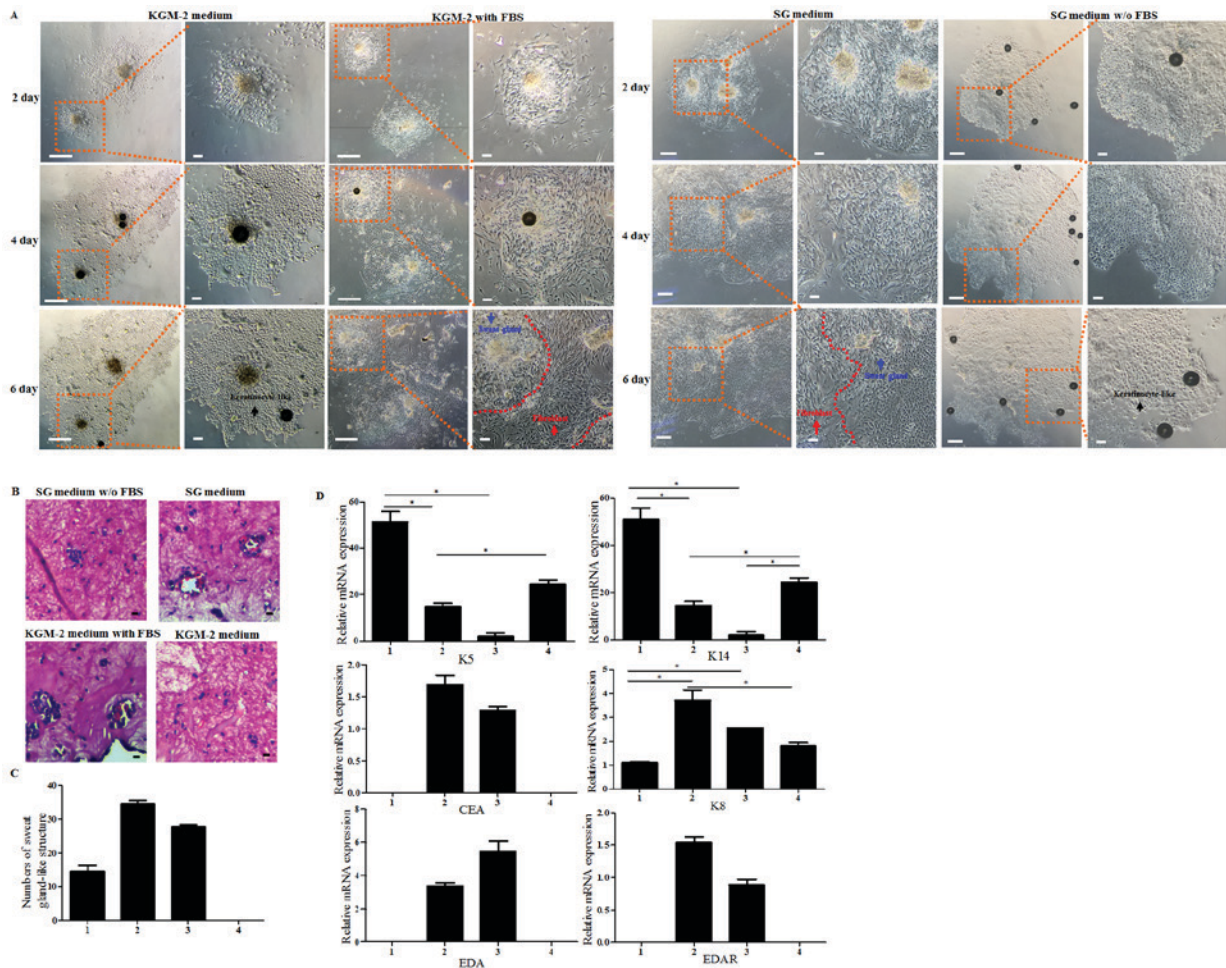 A
KGM-2 medium
KGM-2 with FBS
SG medium
SG medium w/o FBS
2 day
2 day
4 day
4 day
6 day
6 day
Keratinocyte-like
sweat gland
Fibroblast
sweat gland
Fibroblast
Keratinocyte-like
B
SG medium w/o FBS
SG medium
KGM-2 medium with FBS
KGM-2 medium
C
Numbers of sweat
gland-like structure
40
30
20
10
0
1 2 3 4
D
Relative mRNA expression
60
40
20
0
* * *
1 2 3 4
K5
Relative mRNA expression
60
40
20
0
* * * *
1 2 3 4
K14
Relative mRNA expression
2.0
1.5
1.0
0.5
0.0
1 2 3 4
CEA
Relative mRNA expression
5
4
3
2
1
0
* * *
1 2 3 4
K8
Relative mRNA expression
8
6
4
2
0
1 2 3 4
EDA
Relative mRNA expression
2.0
1.5
1.0
0.5
0.0
1 2 3 4
EDAR